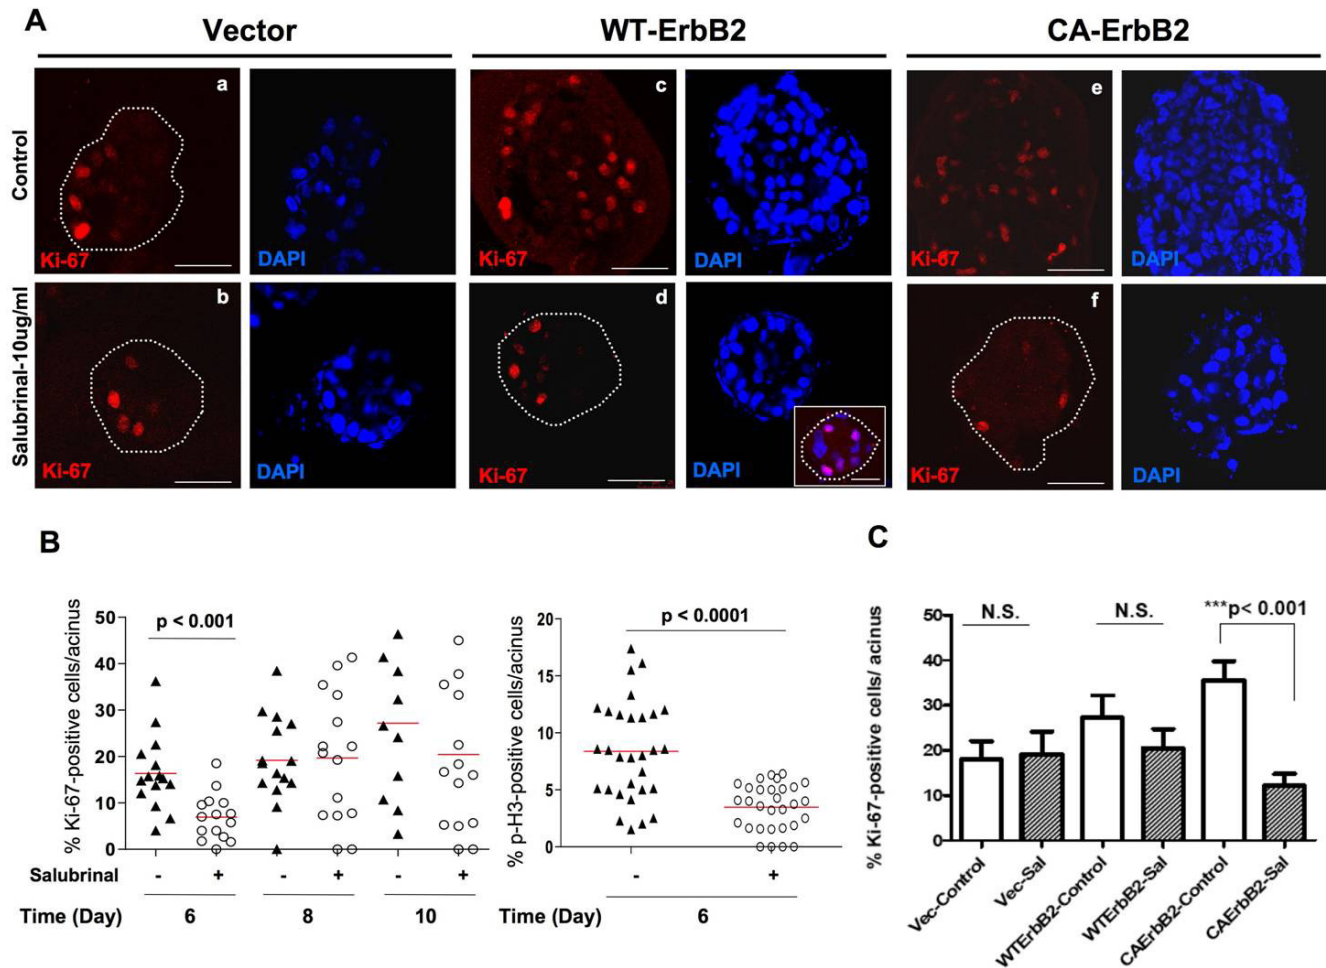 A
Vector
WT-ErbB2
CA-ErbB2
Control
a
Ki-67
DAPI
c
Ki-67
DAPI
e
Ki-67
DAPI
Salubrinal-10ug/ml
b
Ki-67
DAPI
d
Ki-67
DAPI
f
Ki-67
DAPI
B
% Ki-67-positive cells/acinus
50
40
30
20
10
0
p < 0.001
Salubrinal - + - + - +
Time (Day) 6 8 10
% p-H3-positive cells/acinus
20
15
10
5
0
p < 0.0001
- +
Time (Day) 6
C
% Ki-67-positive cells/ acinus
50
40
30
20
10
0
N.S.
N.S.
***p< 0.001
Vec-Control
Vec-Sal
WTErbB2-Control
WTErbB2-Sal
CAErbB2-Control
CAErbB2-Sal